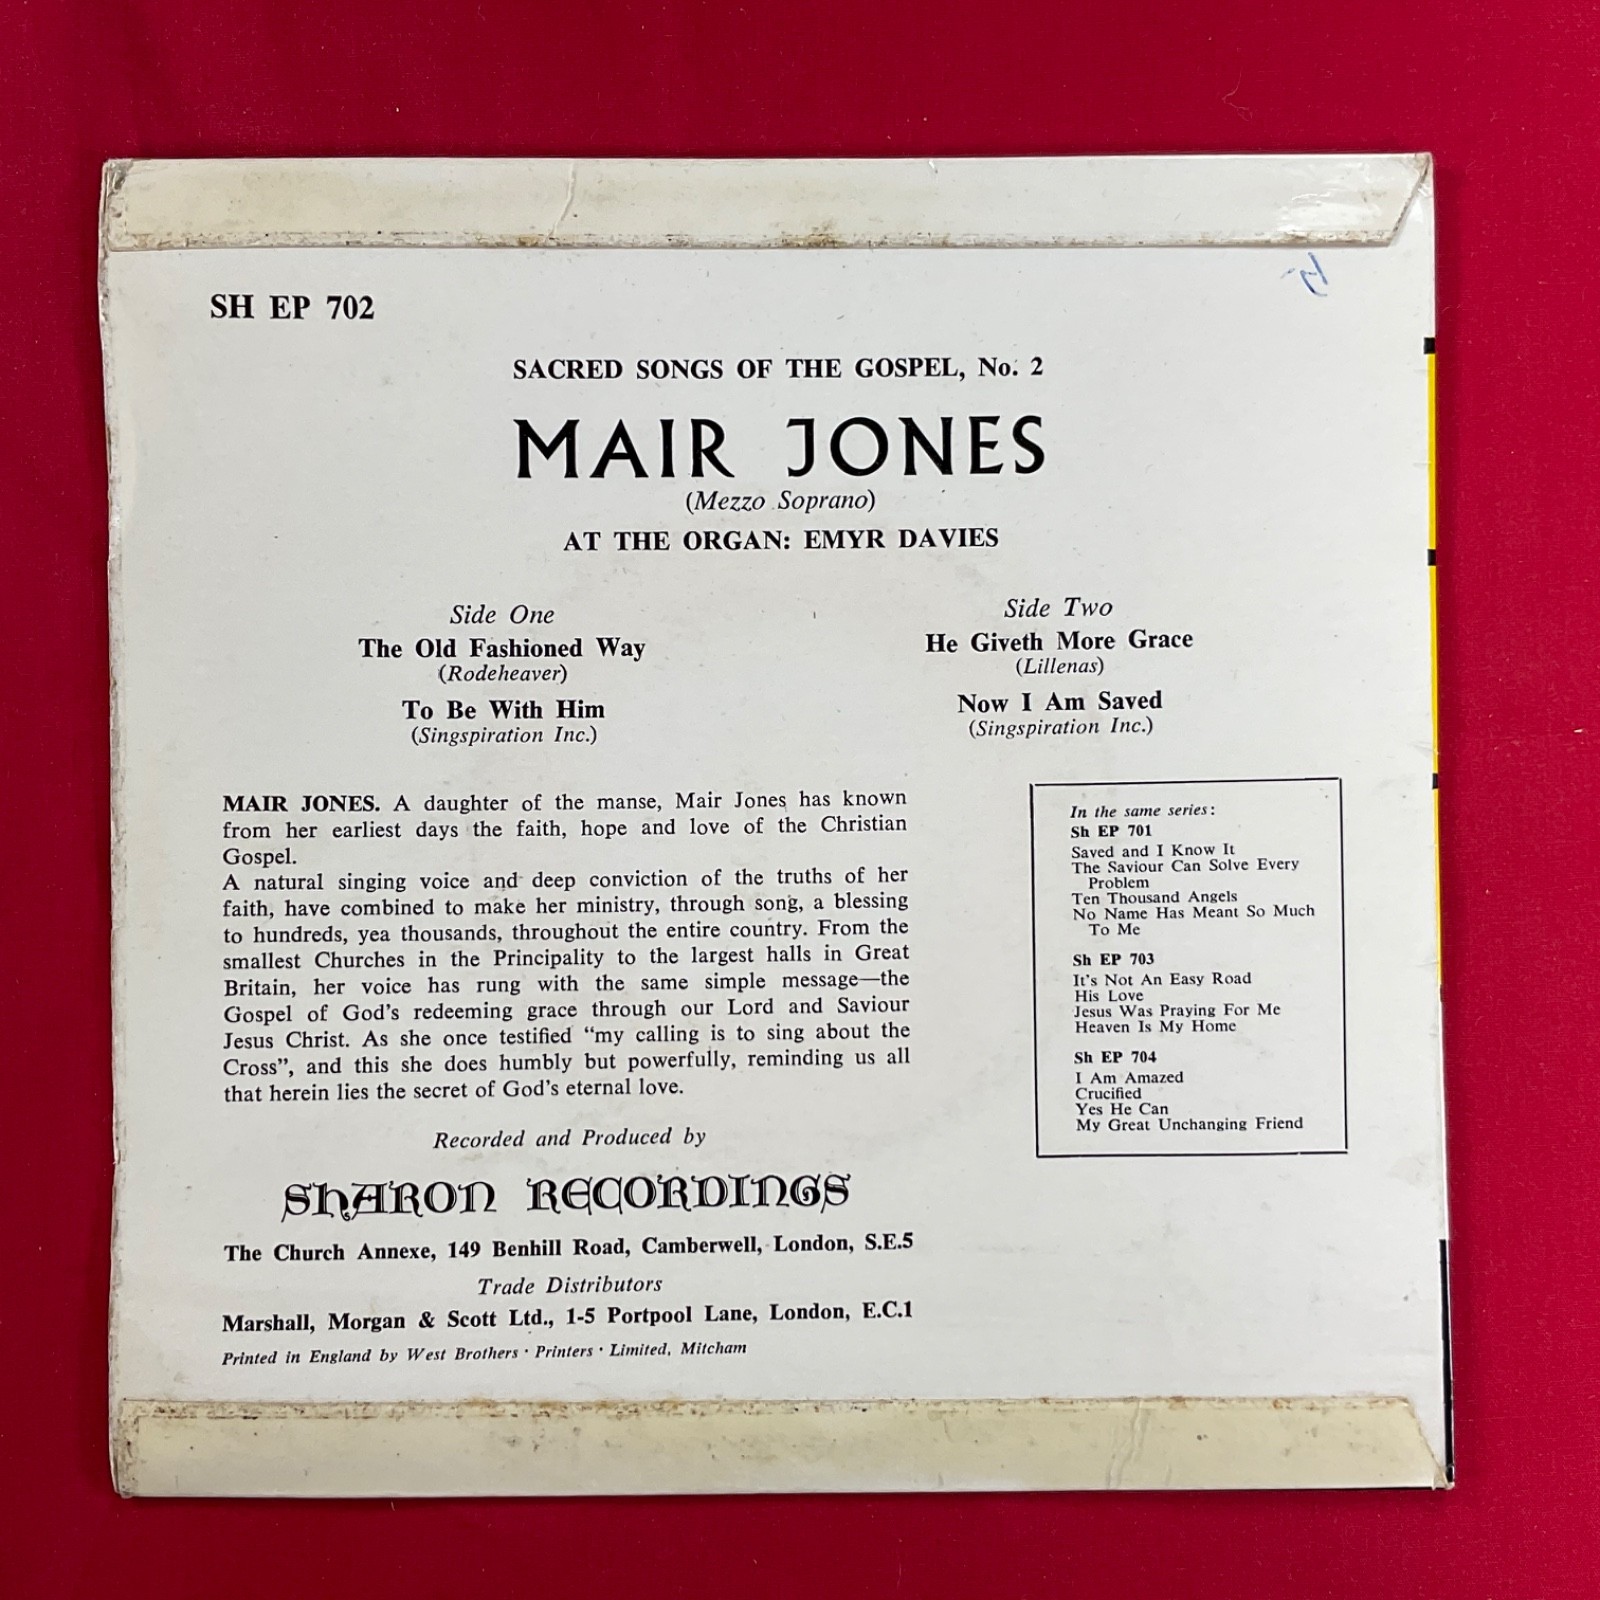 SH EP 702
SACRED SONGS OF THE GOSPEL, No. 2
MAIR JONES
(Mezzo Soprano)
AT THE ORGAN: EMYR DAVIES
Side One
The Old Fashioned Way
(Rodeheaver)
To Be With Him
(Singspiration Inc.)
Side Two
He Giveth More Grace
(Lillenas)
Now I Am Saved
(Singspiration Inc.)
MAIR JONES. A daughter of the manse, Mair Jones has known
from her earliest days the faith, hope and love of the Christian
Gospel.
A natural singing voice and deep conviction of the truths of her
faith, have combined to make her ministry, through song, a blessing
to hundreds, yea thousands, throughout the entire country. From the
smallest Churches in the Principality to the largest halls in Great
Britain, her voice has rung with the same simple message—the
Gospel of God's redeeming grace through our Lord and Saviour
Jesus Christ. As she once testified “my calling is to sing about the
Cross”, and this she does humbly but powerfully, reminding us all
that herein lies the secret of God's eternal love.
In the same series:
Sh EP 701
Saved and I Know It
The Saviour Can Solve Every
Problem
Ten Thousand Angels
No Name Has Meant So Much
To Me
Sh EP 703
It's Not An Easy Road
His Love
Jesus Was Praying For Me
Heaven Is My Home
Sh EP 704
I Am Amazed
Crucified
Yes He Can
My Great Unchanging Friend
Recorded and Produced by
SHARON RECORDINGS
The Church Annexe, 149 Benhill Road, Camberwell, London, S.E.5
Trade Distributors
Marshall, Morgan & Scott Ltd., 1-5 Portpool Lane, London, E.C.1
Printed in England by West Brothers · Printers · Limited, Mitcham